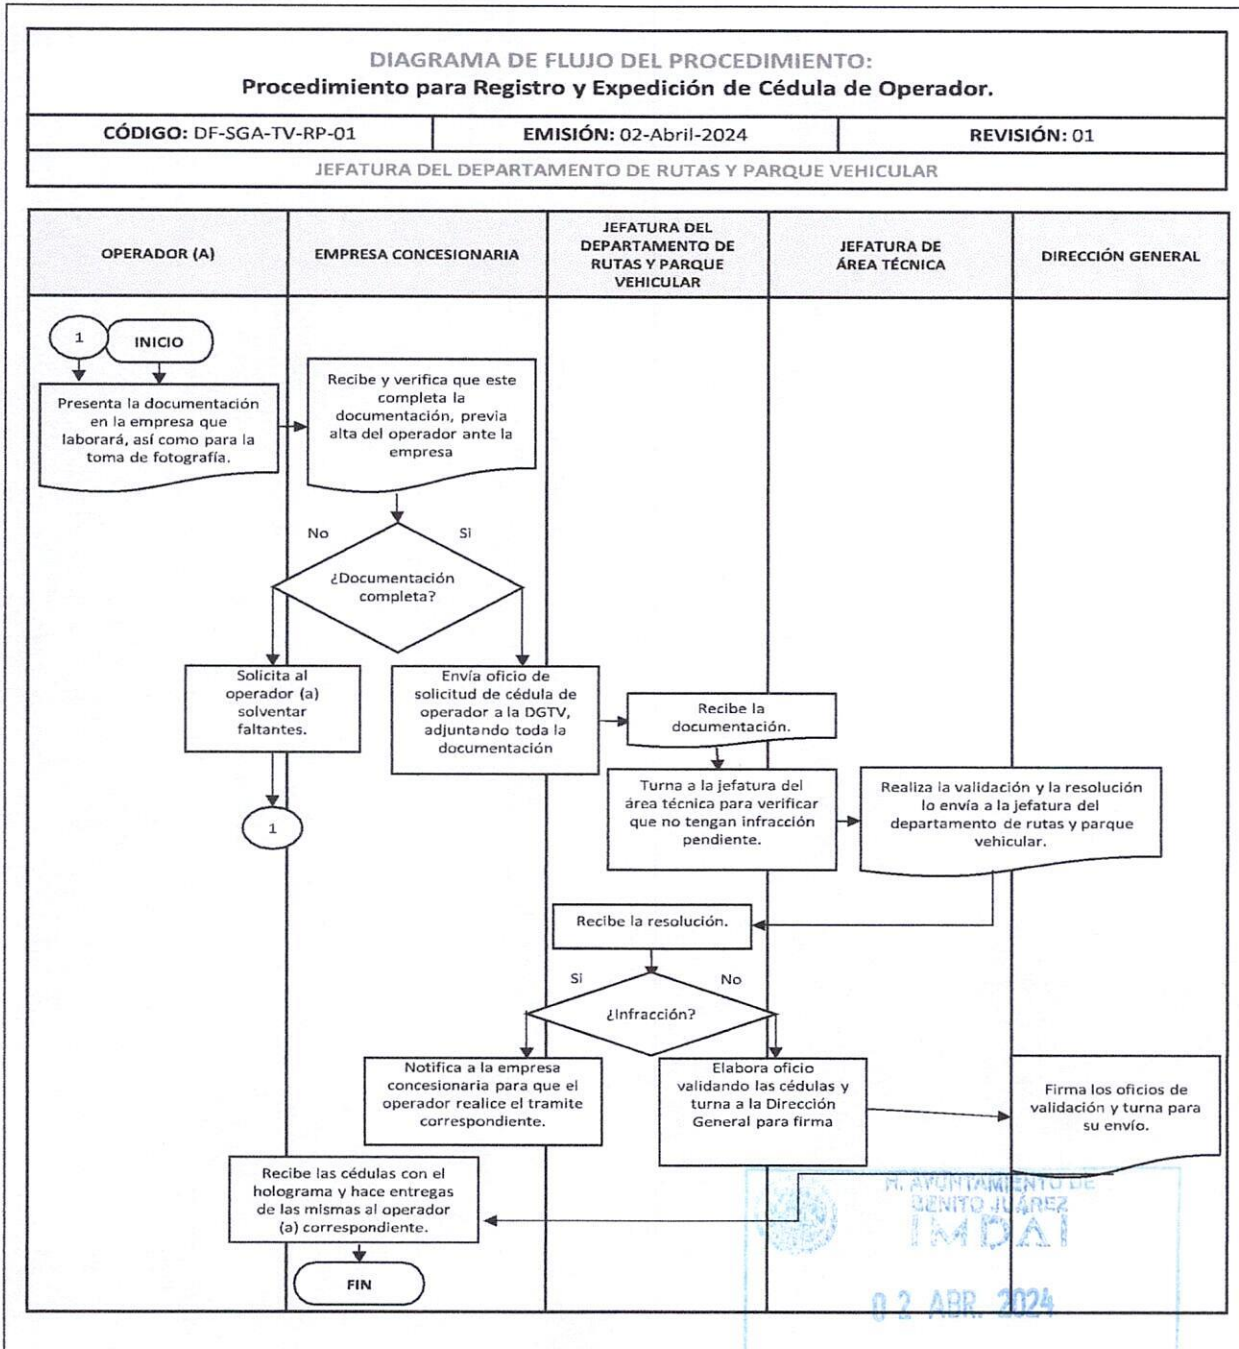 DIAGRAMA DE FLUJO DEL PROCEDIMIENTO:
Procedimiento para Registro y Expedición de Cédula de Operador.
CÓDIGO: DF-SGA-TV-RP-01
EMISIÓN: 02-Abril-2024
REVISIÓN: 01
JEFATURA DEL DEPARTAMENTO DE RUTAS Y PARQUE VEHICULAR
OPERADOR (A)
EMPRESA CONCESIONARIA
JEFATURA DEL
DEPARTAMENTO DE
RUTAS Y PARQUE
VEHICULAR
JEFATURA DE
ÁREA TÉCNICA
DIRECCIÓN GENERAL
1
INICIO
Presenta la documentación
en la empresa que
laborará, así como para la
toma de fotografía.
Recibe y verifica que este
completa la
documentación, previa
alta del operador ante la
empresa
No
Si
¿Documentación
completa?
Solicita al
operador (a)
solventar
faltantes.
1
Envía oficio de
solicitud de cédula de
operador a la DGTV,
adjuntando toda la
documentación
Recibe la
documentación.
Turna a la jefatura del
área técnica para verificar
que no tengan infracción
pendiente.
Realiza la validación y la resolución
lo envía a la jefatura del
departamento de rutas y parque
vehicular.
Recibe la resolución.
Si
No
¿Infracción?
Notifica a la empresa
concesionaria para que el
operador realice el tramite
correspondiente.
Elabora oficio
validando las cédulas y
turna a la Dirección
General para firma
Firma los oficios de
validación y turna para
su envío.
Recibe las cédulas con el
holograma y hace entregas
de las mismas al operador
(a) correspondiente.
FIN
H. AYUNTAMIENTO DE
BENITO JUÁREZ
IMDAI
02 ABR. 2024